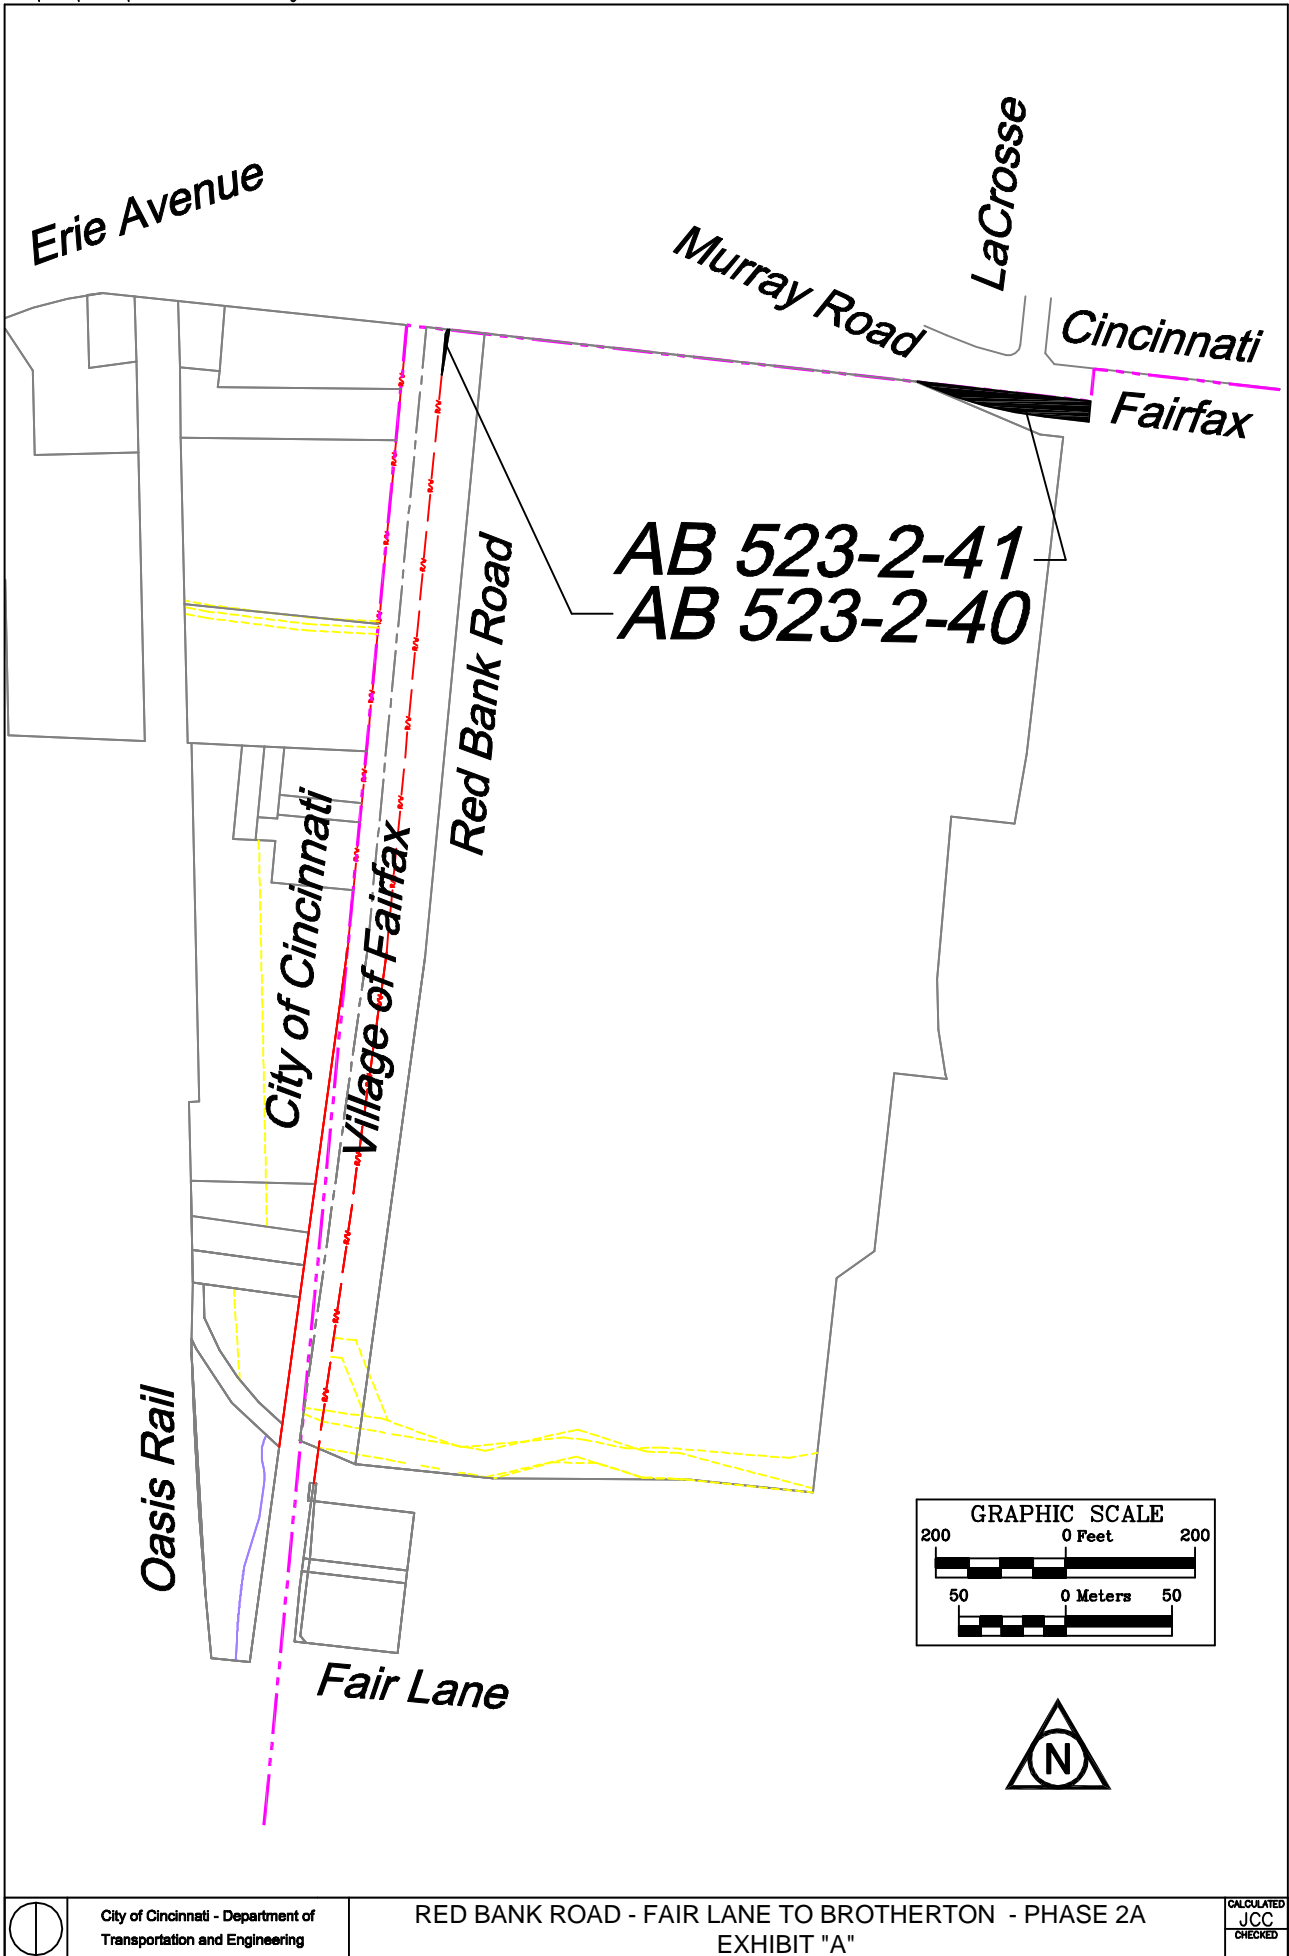 Erie Avenue
LaCrosse
Murray Road
Cincinnati
Fairfax
AB 523-2-41
AB 523-2-40
Red Bank Road
City of Cincinnati
Village of Fairfax
Oasis Rail
Fair Lane
GRAPHIC SCALE
200 0 Feet 200
50 0 Meters 50
N
City of Cincinnati - Department of
Transportation and Engineering
RED BANK ROAD - FAIR LANE TO BROTHERTON - PHASE 2A
EXHIBIT "A"
CALCULATED
JCC
CHECKED